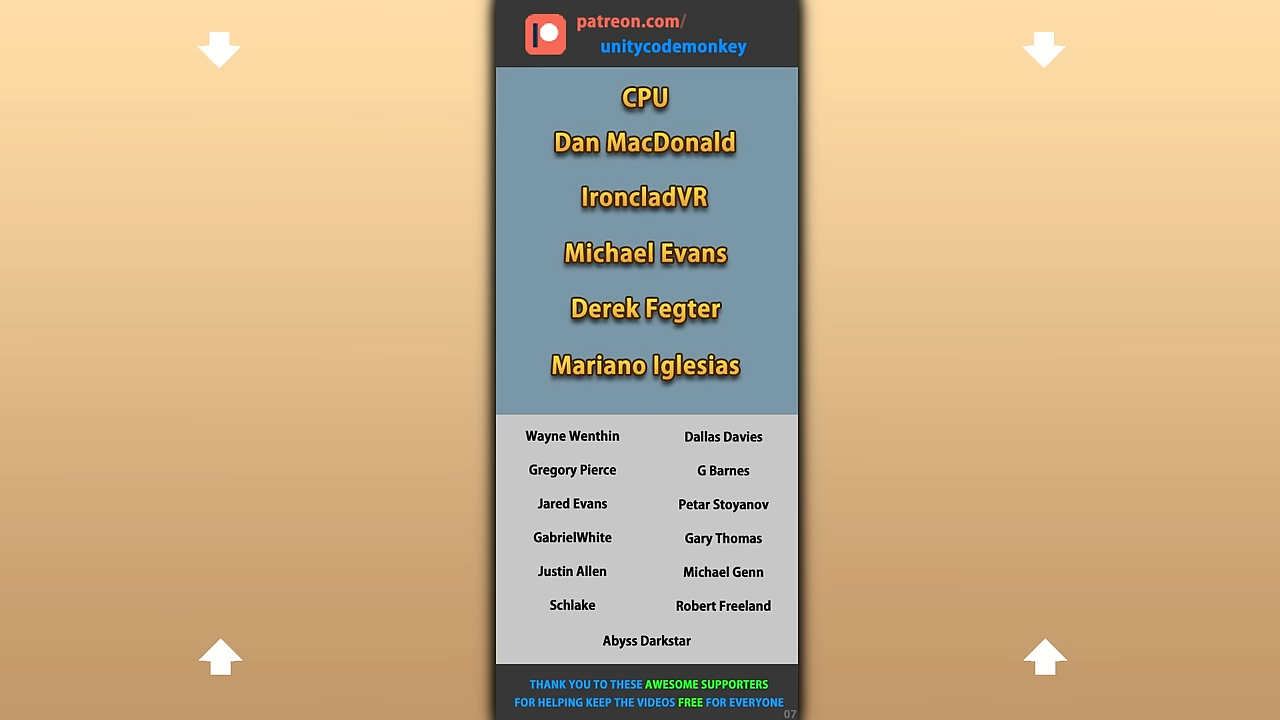 patreon.com/
unitycodemonkey
CPU
Dan MacDonald
IroncladVR
Michael Evans
Derek Fegter
Mariano Iglesias
Wayne Wenthin
Dallas Davies
Gregory Pierce
G Barnes
Jared Evans
Petar Stoyanov
GabrielWhite
Gary Thomas
Justin Allen
Michael Genn
Schlake
Robert Freeland
Abyss Darkstar
THANK YOU TO THESE AWESOME SUPPORTERS
FOR HELPING KEEP THE VIDEOS FREE FOR EVERYONE
07